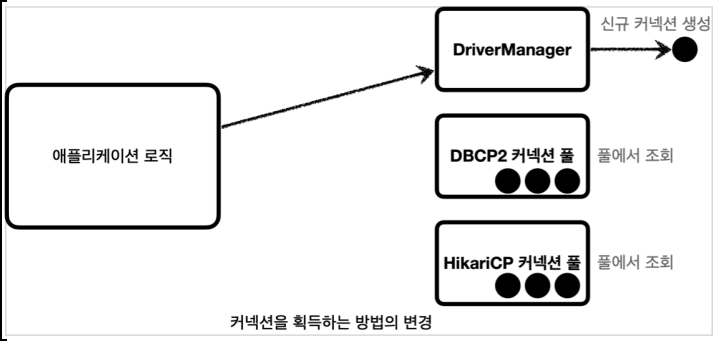 신규 커넥션 생성
DriverManager
애플리케이션 로직
DBCP2 커넥션 풀
풀에서 조회
HikariCP 커넥션 풀
풀에서 조회
커넥션을 획득하는 방법의 변경